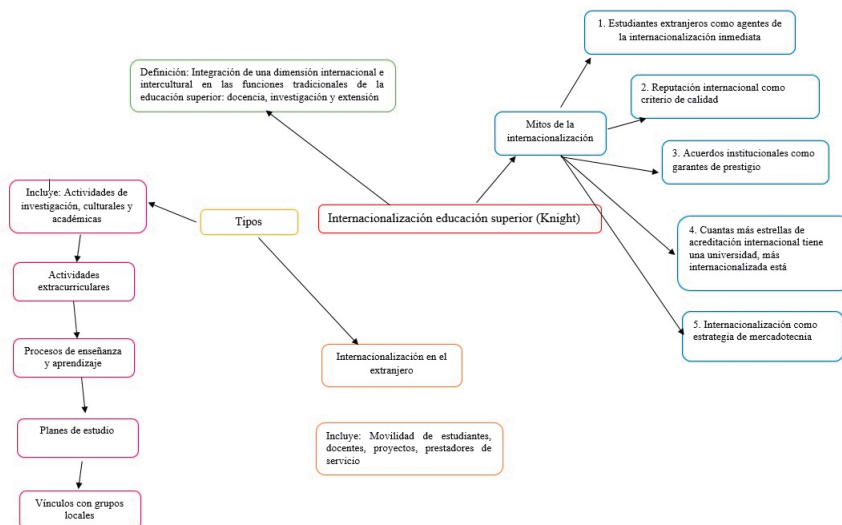 1. Estudiantes extranjeros como agentes de
la internacionalización inmediata
Definición: Integración de una dimensión internacional e
intercultural en las funciones tradicionales de la
educación superior: docencia, investigación y extensión
2. Reputación internacional como
criterio de calidad
Mitos de la
internacionalización
3. Acuerdos institucionales como
garantes de prestigio
Incluye: Actividades de
investigación, culturales y
académicas
Tipos
Internacionalización educación superior (Knight)
4. Cuantas más estrellas de
acreditación internacional tiene
una universidad, más
internacionalizada está
Actividades
extracurriculares
5. Internacionalización como
estrategia de mercadotecnia
Procesos de enseñanza
y aprendizaje
Internacionalización en el
extranjero
Planes de estudio
Incluye: Movilidad de estudiantes,
docentes, proyectos, prestadores de
servicio
Vínculos con grupos
locales